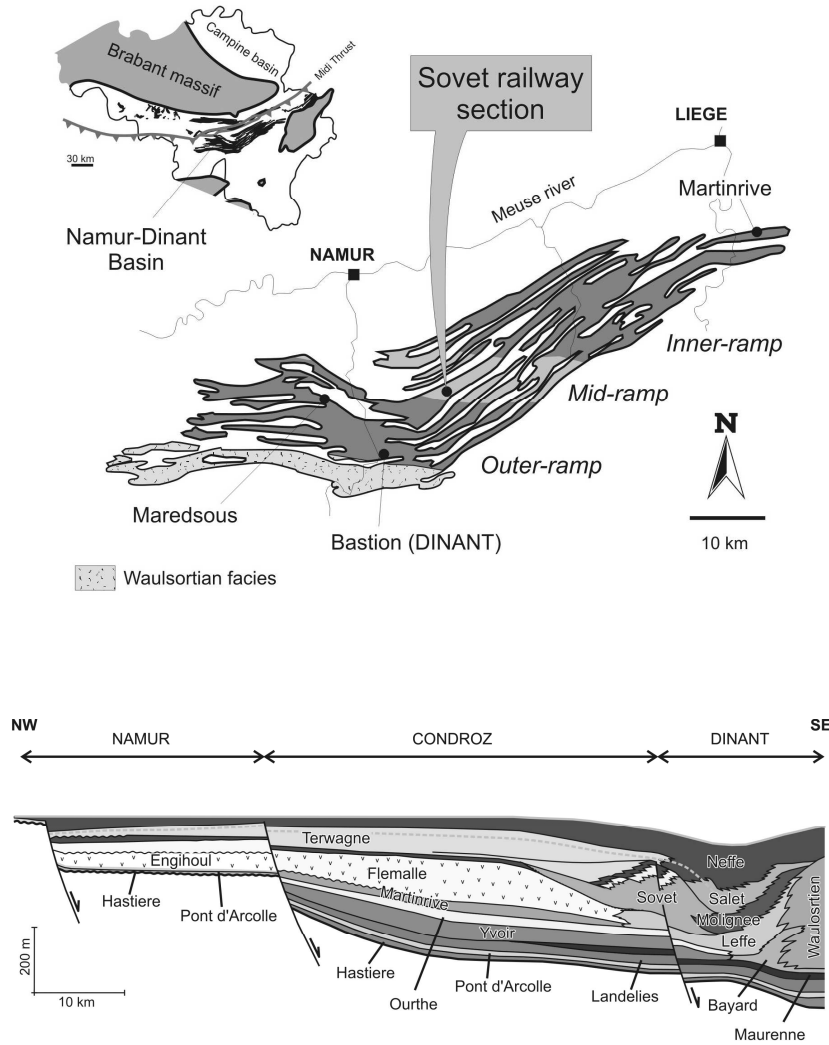 Brabant massif
Campine basin
Midi Thrust
30 km
Namur-Dinant
Basin
Sovet railway
section
LIEGE
Martinrive
Meuse river
NAMUR
Inner-ramp
Mid-ramp
Outer-ramp
N
Maredsous
Bastion (DINANT)
10 km
Waulsortian facies
NW
SE
NAMUR
CONDROZ
DINANT
Terwagne
Neffe
Engihoul
Flemalle
Sovet
Salet
Hastiere
Martinrive
Molignee
Waulosrtien
Pont d'Arcolle
Yvoir
Leffe
200 m
10 km
Hastiere
Ourthe
Pont d'Arcolle
Landelies
Bayard
Maurenne